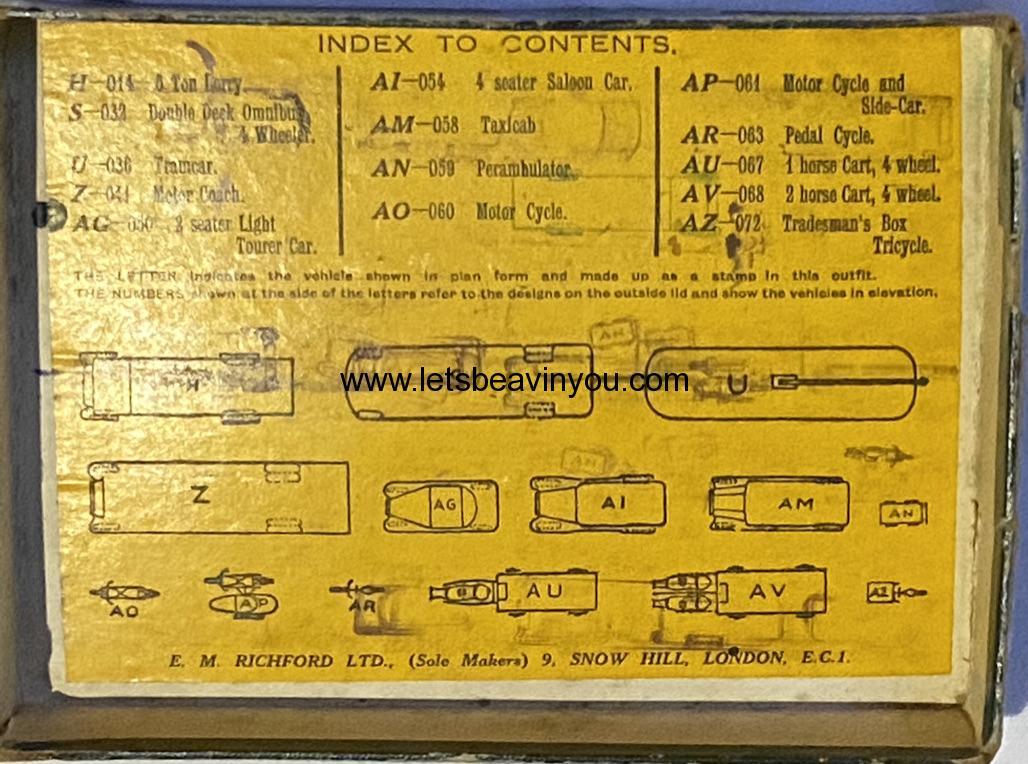 INDEX TO CONTENTS.
H—014 6 Ton Lorry.
S—032 Double Deck Omnibus
4 Wheeler.
U—036 Tramcar.
Z—041 Motor Coach.
AG—050 2 seater Light
Tourer Car.
AI—054 4 seater Saloon Car.
AM—058 Taxicab
AN—059 Perambulator.
AO—060 Motor Cycle.
AP—061 Motor Cycle and
Side-Car.
AR—063 Pedal Cycle.
AU—067 1 horse Cart, 4 wheel.
AV—068 2 horse Cart, 4 wheel.
AZ—072 Tradesman's Box
Tricycle.
THE LETTER indicates the vehicle shown in plan form and made up as a stamp in this outfit.
THE NUMBERS shown at the side of the letters refer to the designs on the outside lid and show the vehicles in elevation.
AN
H
www.letsbeavinyou.com
U
AN
Z
AG
AI
AM
AN
AO
AP
AR
AU
AV
AZ
E. M. RICHFORD LTD., (Sole Makers) 9, SNOW HILL, LONDON, E.C.1.